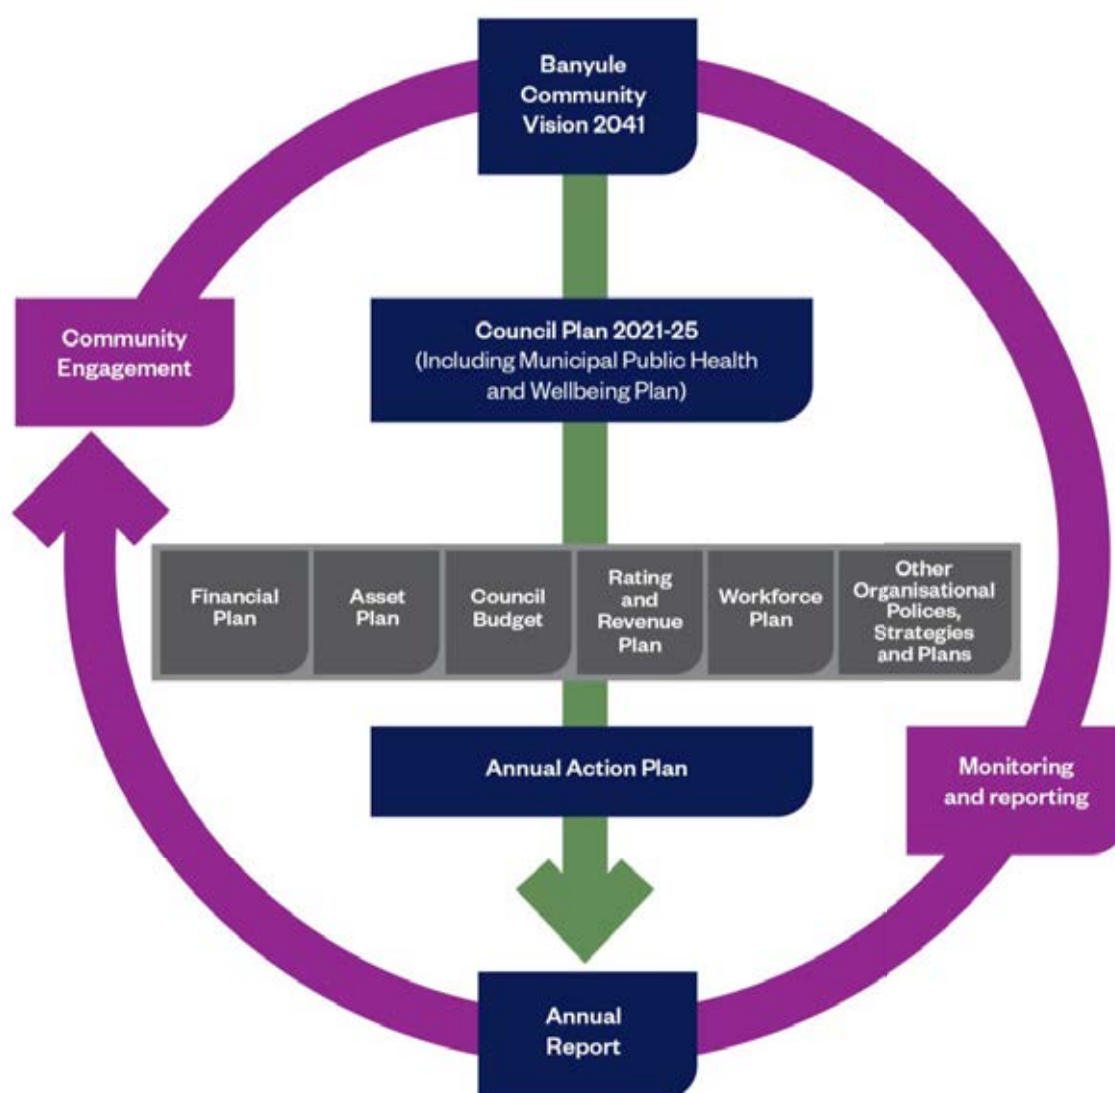 Banyule
Community
Vision 2041
Community
Engagement
Council Plan 2021-25
(Including Municipal Public Health
and Wellbeing Plan)
Financial
Plan
Asset
Plan
Council
Budget
Rating
and
Revenue
Plan
Workforce
Plan
Other
Organisational
Polices,
Strategies
and Plans
Annual Action Plan
Monitoring
and reporting
Annual
Report